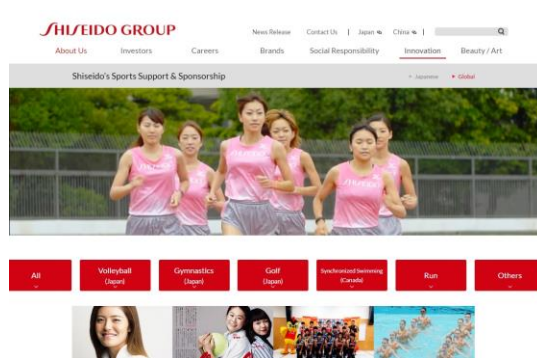 SHISEIDO GROUP
News Release Contact Us | Japan China |
About Us Investors Careers Brands Social Responsibility Innovation Beauty / Art
Shiseido's Sports Support & Sponsorship
Japanese Global
SHISEIDO
All
Volleyball
(Japan)
Gymnastics
(Japan)
Golf
(Japan)
Synchronized Swimming
(Canada)
Run
Others